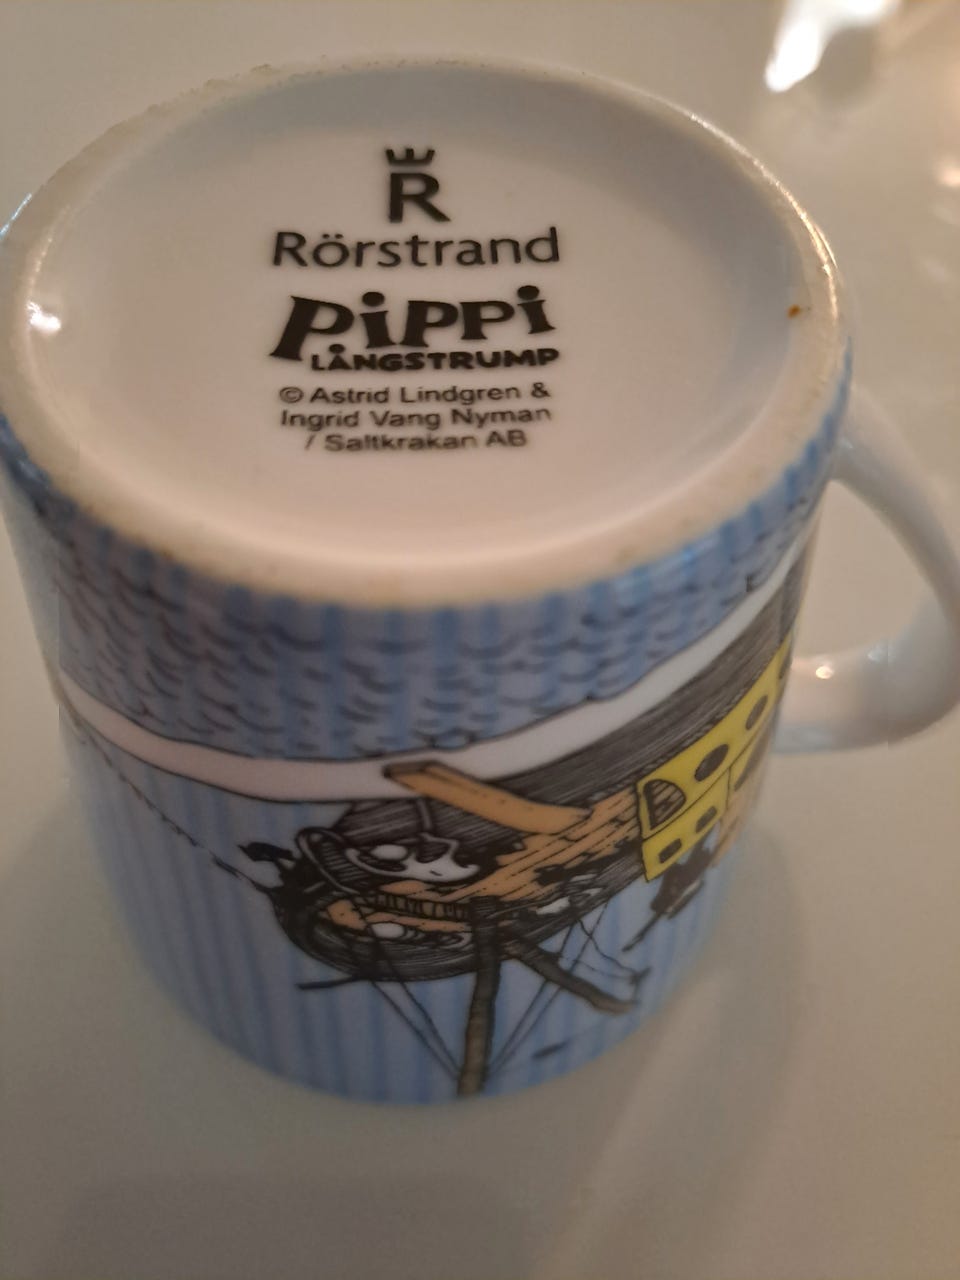 R
Rörstrand
PiPPi
LÅNGSTRUMP
© Astrid Lindgren &
Ingrid Vang Nyman
/ Saltkrakan AB